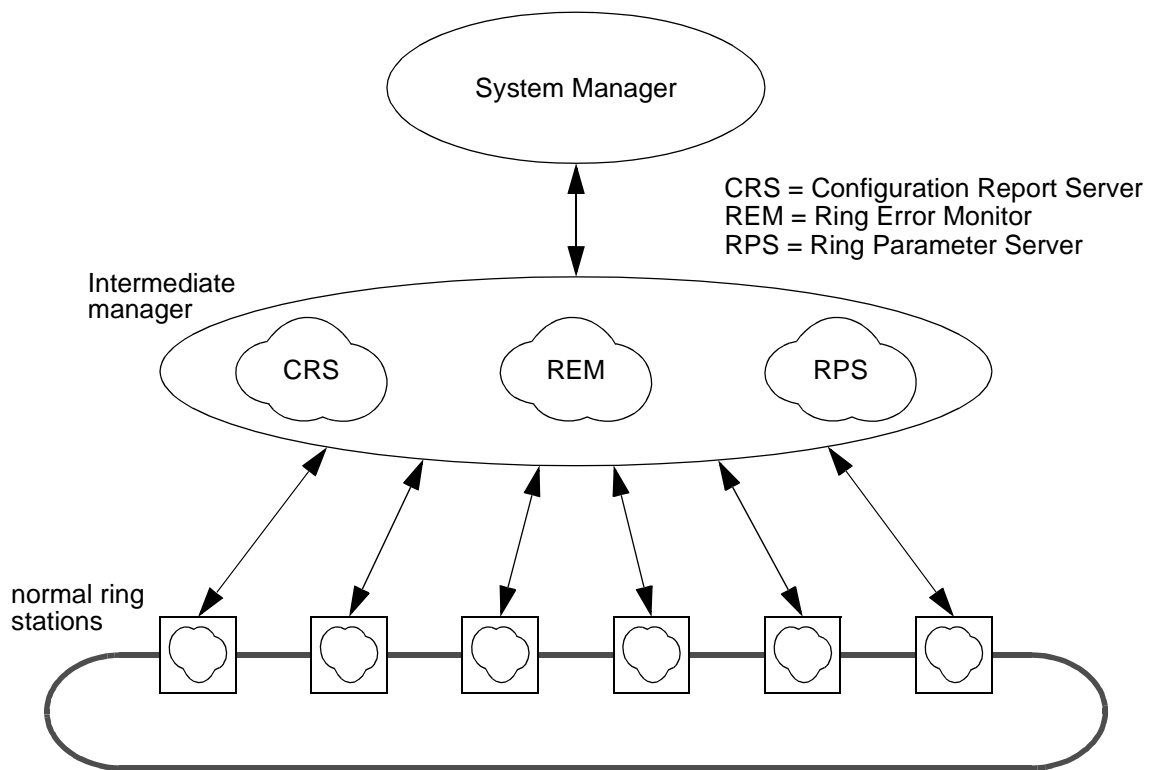 System Manager
CRS = Configuration Report Server
REM = Ring Error Monitor
RPS = Ring Parameter Server
Intermediate
manager
CRS
REM
RPS
normal ring
stations